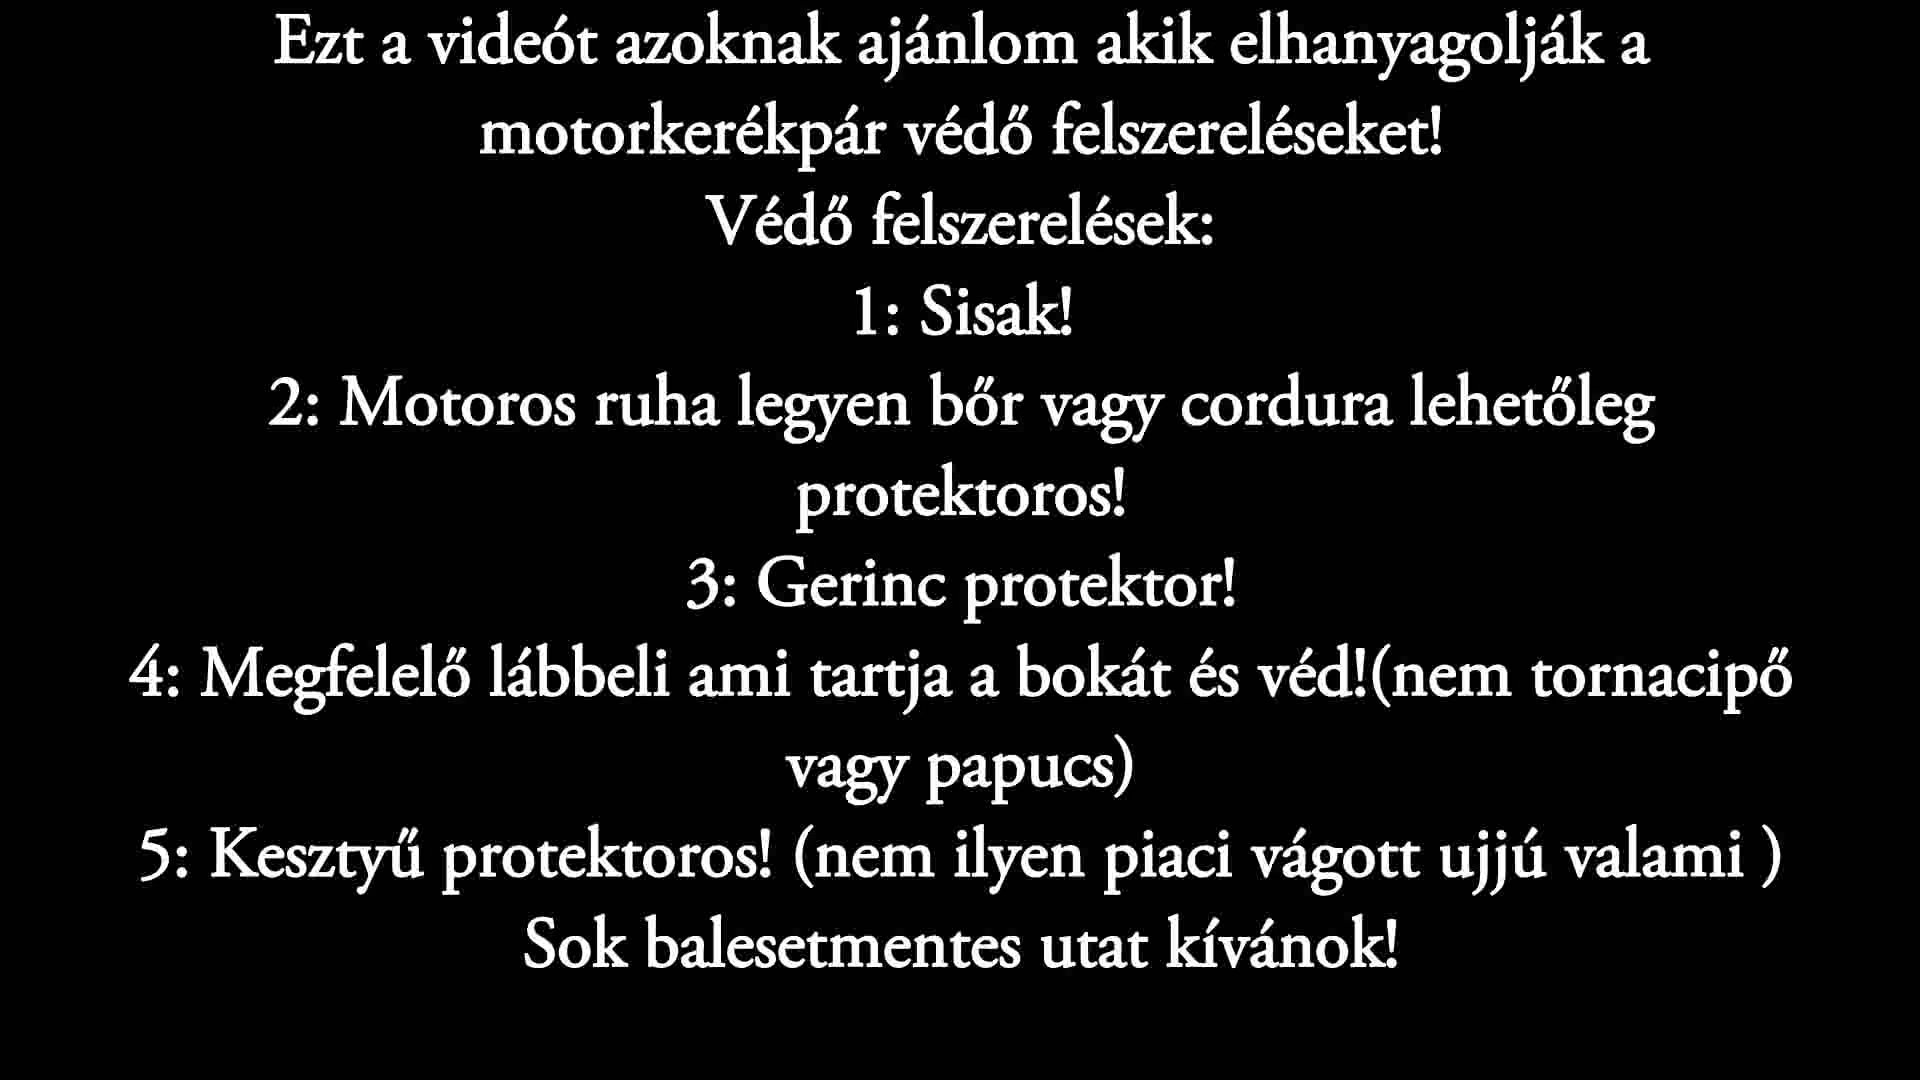 Ezt a videót azoknak ajánlom akik elhanyagolják a
motorkerékpár védő felszereléseket!
Védő felszerelések:
1: Sisak!
2: Motoros ruha legyen bőr vagy cordura lehetőleg
protektoros!
3: Gerinc protektor!
4: Megfelelő lábbeli ami tartja a bokát és véd!(nem tornacipő
vagy papucs)
5: Kesztyű protektoros! (nem ilyen piaci vágott ujjú valami )
Sok balesetmentes utat kívánok!